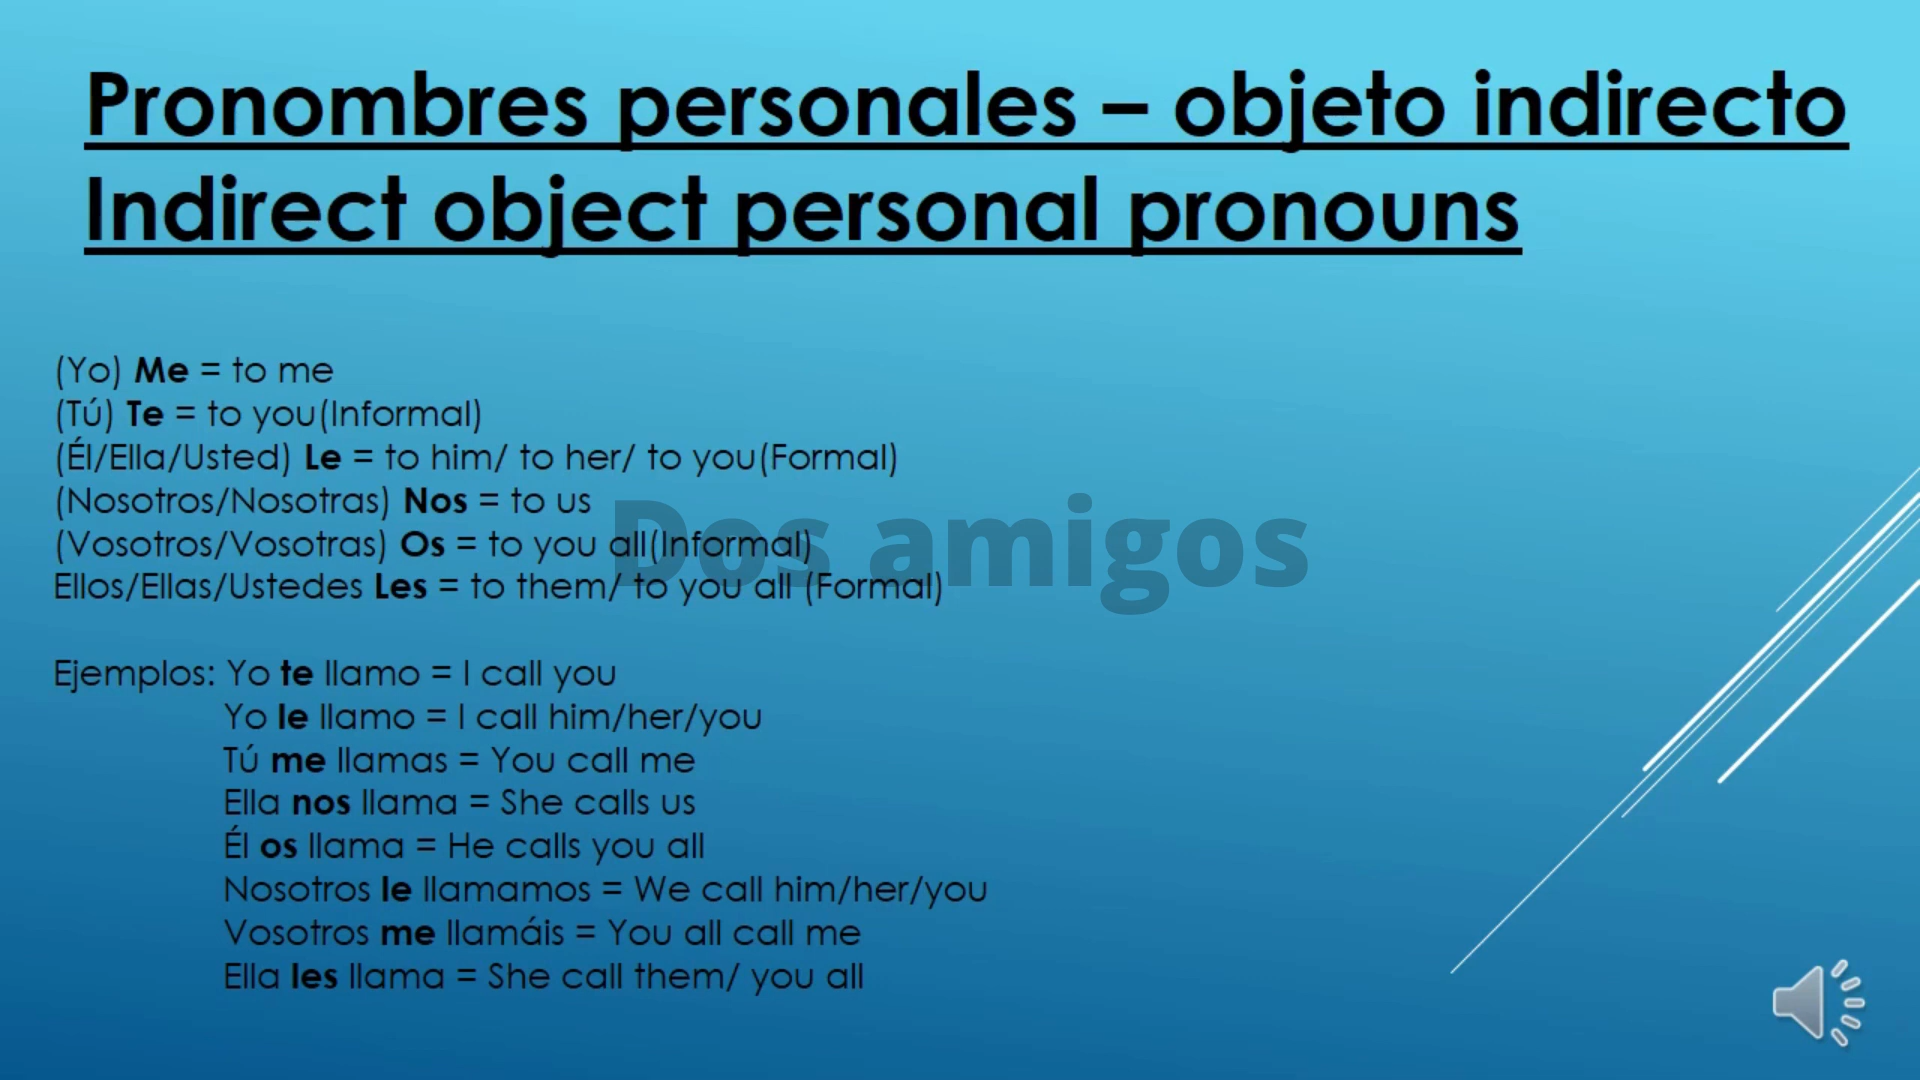 Pronombres personales – objeto indirecto
Indirect object personal pronouns
(Yo) Me = to me
(Tú) Te = to you(Informal)
(Él/Ella/Usted) Le = to him/ to her/ to you(Formal)
(Nosotros/Nosotras) Nos = to us
(Vosotros/Vosotras) Os = to you all(Informal)
Ellos/Ellas/Ustedes Les = to them/ to you all (Formal)
Dos amigos
Ejemplos: Yo te llamo = I call you
Yo le llamo = I call him/her/you
Tú me llamas = You call me
Ella nos llama = She calls us
Él os llama = He calls you all
Nosotros le llamamos = We call him/her/you
Vosotros me llamáis = You all call me
Ella les llama = She call them/ you all